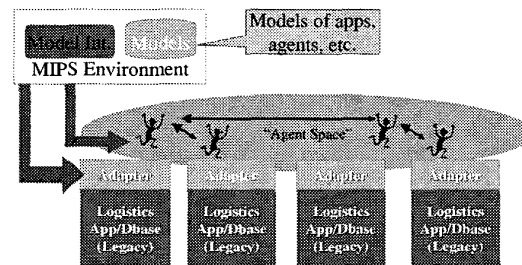 Model Int.
Models
Models of apps,
agents, etc.
MIPS Environment
"Agent Space"
Adapter
Adapter
Adapter
Adapter
Logistics
App/Dbase
(Legacy)
Logistics
App/Dbase
(Legacy)
Logistics
App/Dbase
(Legacy)
Logistics
App/Dbase
(Legacy)